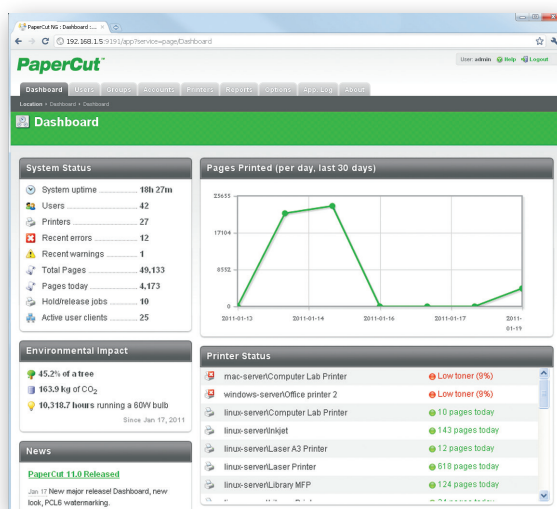 PaperCut NG : Dashboard : ...
192.168.1.5:9191/app?service=page/Dashboard
PaperCut™
User: admin Help Logout
Dashboard Users Groups Accounts Printers Reports Options App. Log About
Location • Dashboard • Dashboard
Dashboard
System Status
System uptime 18h 27m
Users 42
Printers 27
Recent errors 12
Recent warnings 1
Total Pages 49,133
Pages today 4,173
Hold/release jobs 10
Active user clients 25
Pages Printed (per day, last 30 days)
25655
17104
8552
0
2011-01-13 2011-01-14 2011-01-16 2011-01-17 2011-
01-19
Environmental Impact
45.2% of a tree
163.9 kg of CO2
10,318.7 hours running a 60W bulb
Since Jan 17, 2011
News
PaperCut 11.0 Released
Jan 17 New major release! Dashboard, new
look, PCL6 watermarking.
Printer Status
mac-server\Computer Lab Printer Low toner (9%)
windows-server\Office printer 2 Low toner (9%)
linux-server\Computer Lab Printer 10 pages today
linux-server\Inkjet 143 pages today
linux-server\Laser A3 Printer 12 pages today
linux-server\Laser Printer 618 pages today
linux-server\Library MFP 124 pages today